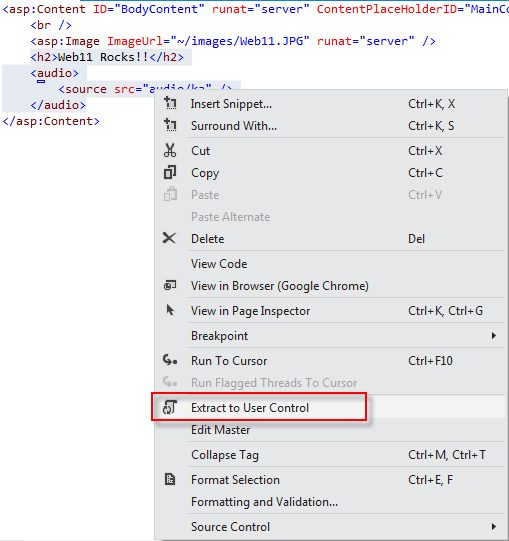 <asp:Content ID="BodyContent" runat="server" ContentPlaceHolderID="MainCo
<br />
<asp:Image ImageUrl="~/images/Web11.JPG" runat="server" />
<h2>Web11 Rocks!!</h2>
<audio>
<source src="audio/ka" />
</audio>
</asp:Content>
Insert Snippet... Ctrl+K, X
Surround With... Ctrl+K, S
Cut Ctrl+X
Copy Ctrl+C
Paste Ctrl+V
Paste Alternate
Delete Del
View Code
View in Browser (Google Chrome)
View in Page Inspector Ctrl+K, Ctrl+G
Breakpoint
Run To Cursor Ctrl+F10
Run Flagged Threads To Cursor
Extract to User Control
Edit Master
Collapse Tag Ctrl+M, Ctrl+T
Format Selection Ctrl+E, F
Formatting and Validation...
Source Control